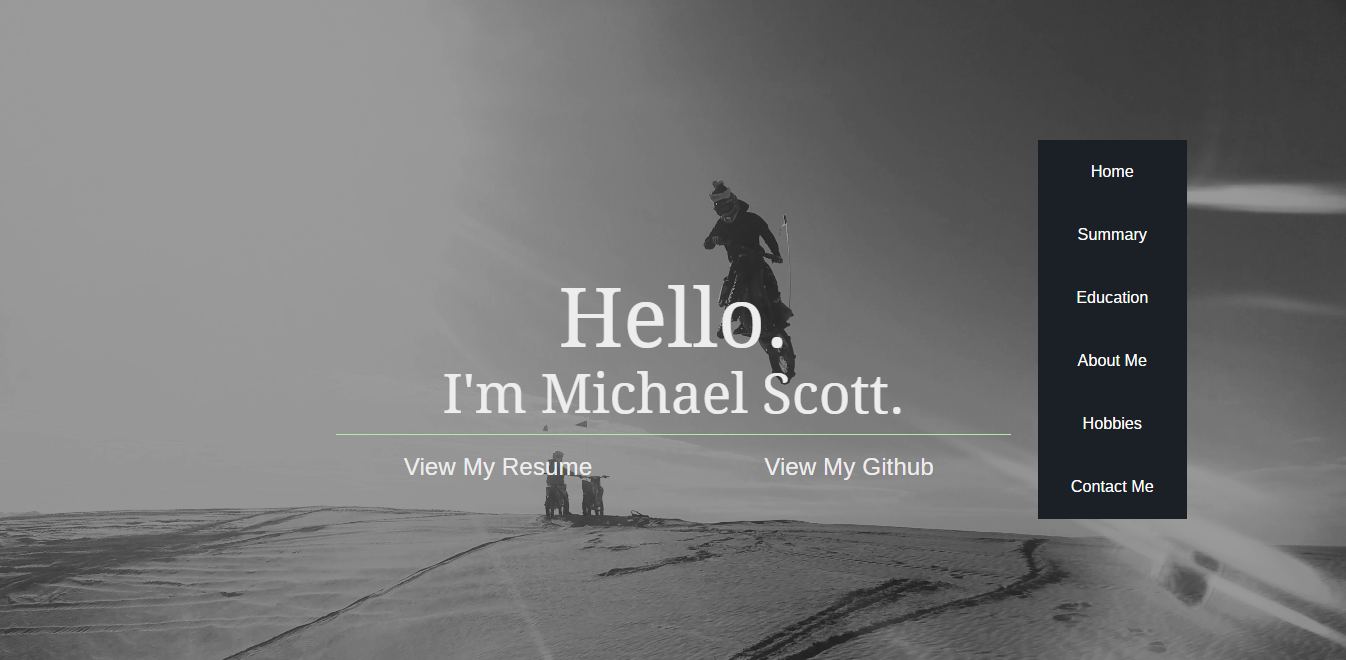 Hello.
I'm Michael Scott.
View My Resume
View My Github
Home
Summary
Education
About Me
Hobbies
Contact Me